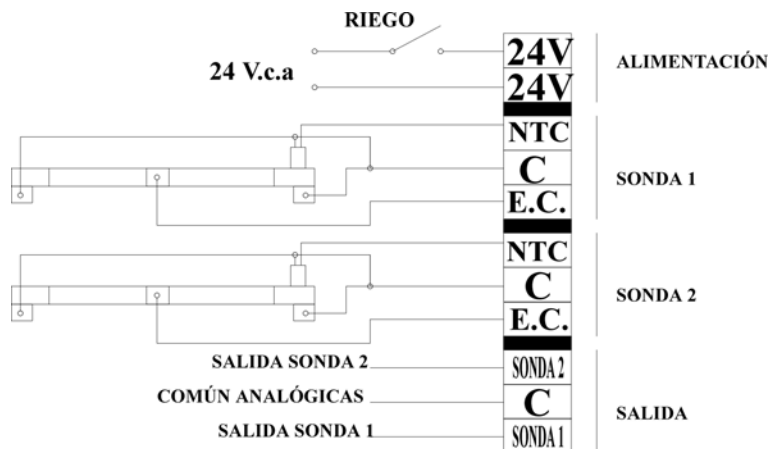 RIEGO
24 V.c.a
24V
24V
ALIMENTACIÓN
NTC
C
E.C.
SONDA 1
NTC
C
E.C.
SONDA 2
SALIDA SONDA 2
SONDA 2
COMÚN ANALÓGICAS
C
SALIDA
SALIDA SONDA 1
SONDA 1